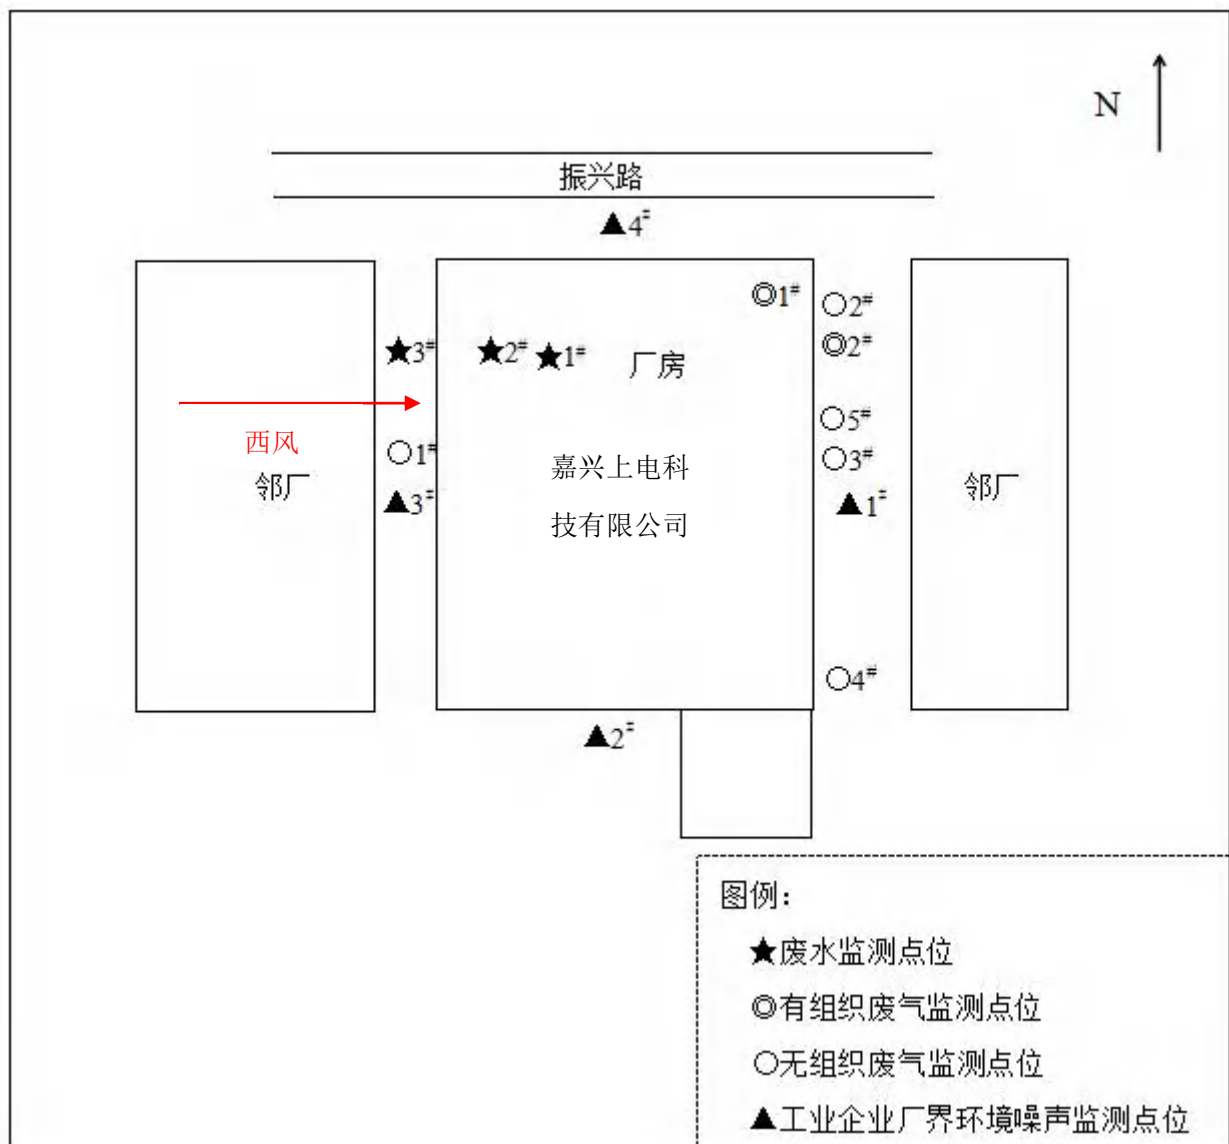 N
振兴路
▲4#
◎1#
○2#
★3#
★2#
★1#
◎2#
厂房
○5#
西风
○1#
嘉兴上电科
○3#
邻厂
▲3#
▲1#
邻厂
技有限公司
○4#
▲2#
图例：
★废水监测点位
◎有组织废气监测点位
○无组织废气监测点位
▲工业企业厂界环境噪声监测点位